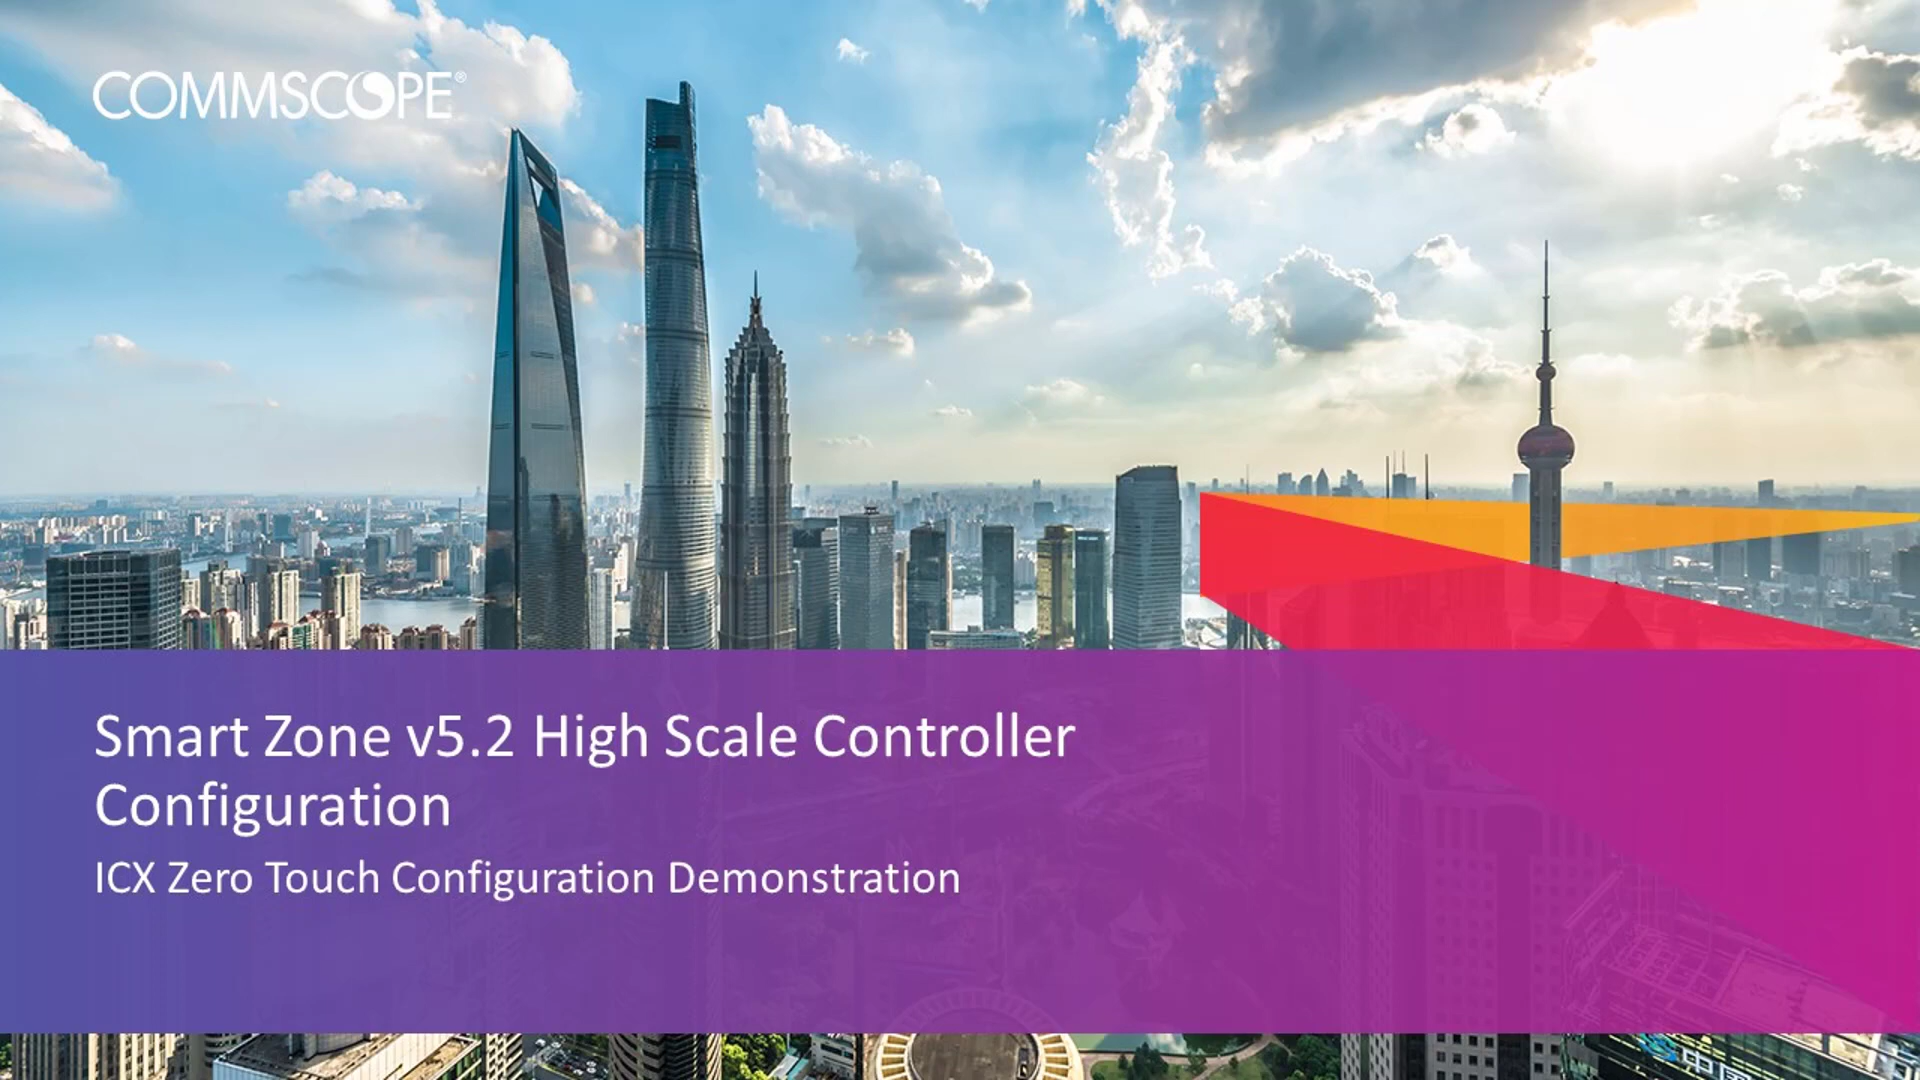 COMMSCOPE®
Smart Zone v5.2 High Scale Controller
Configuration
ICX Zero Touch Configuration Demonstration